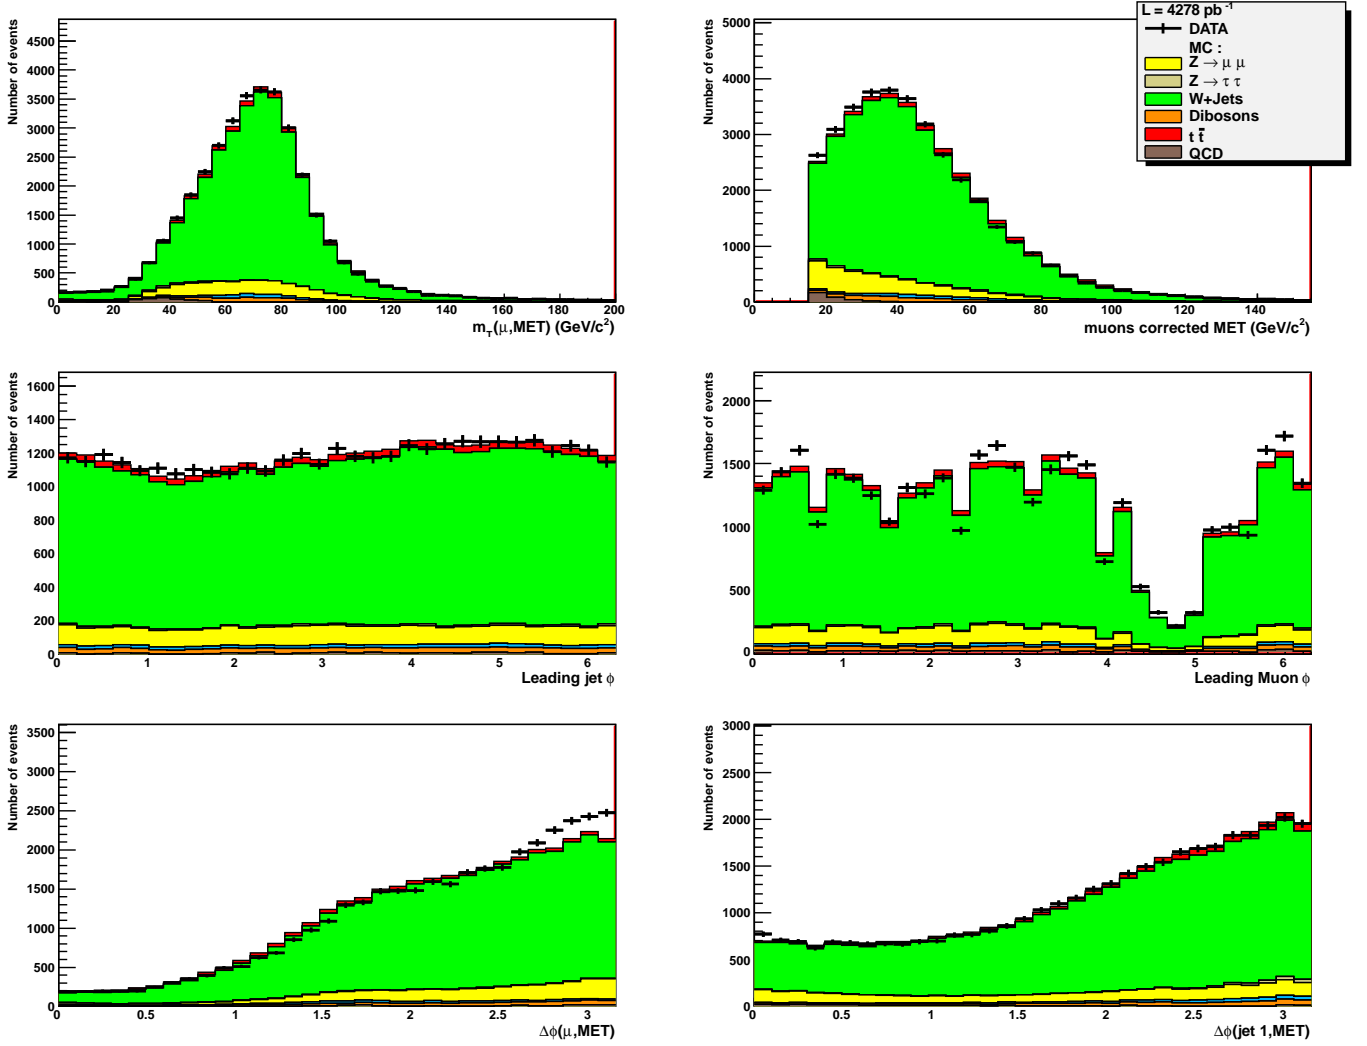 Number of events
4500
4000
3500
3000
2500
2000
1500
1000
500
0
0 20 40 60 80 100 120 140 160 180 200
m_T(μ,MET) (GeV/c²)
Number of events
5000
4000
3000
2000
1000
0
0 20 40 60 80 100 120 140
muons corrected MET (GeV/c²)
L = 4278 pb⁻¹
DATA
MC :
Z → μ μ
Z → τ τ
W+Jets
Dibosons
t t̄
QCD
Number of events
1600
1400
1200
1000
800
600
400
200
0
0 1 2 3 4 5 6
Leading jet ϕ
Number of events
2000
1500
1000
500
0
0 1 2 3 4 5 6
Leading Muon ϕ
Number of events
3500
3000
2500
2000
1500
1000
500
0
0 0.5 1 1.5 2 2.5 3
Δϕ(μ,MET)
Number of events
3000
2500
2000
1500
1000
500
0
0 0.5 1 1.5 2 2.5 3
Δϕ(jet 1,MET)